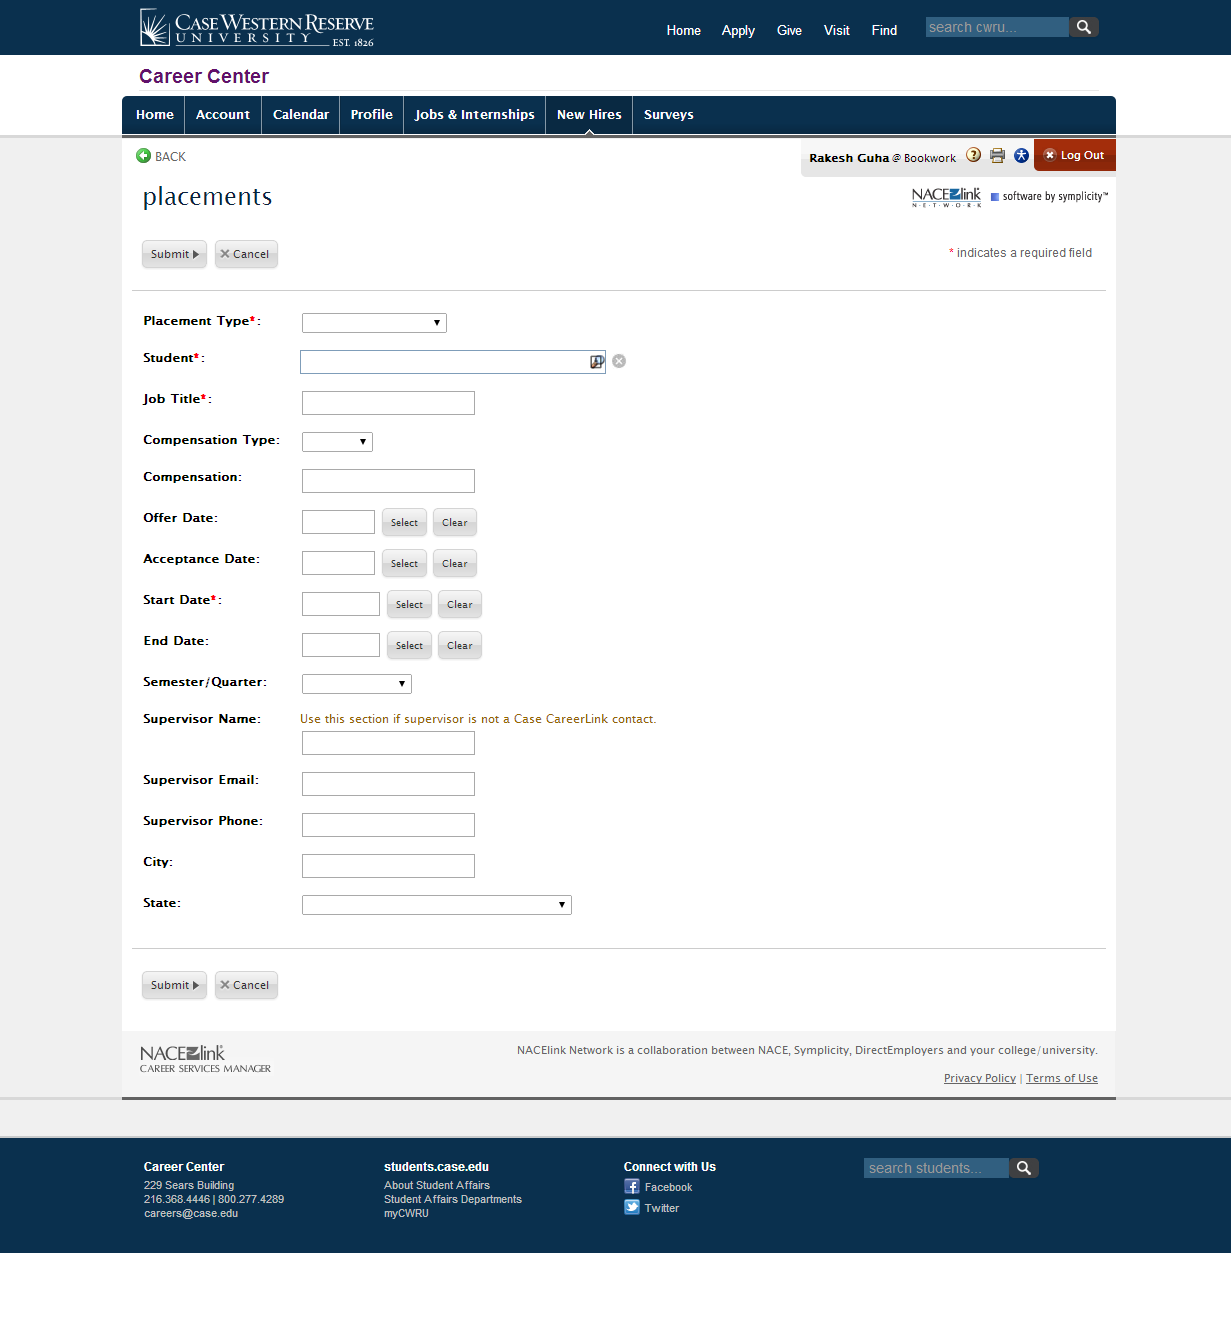 CASE WESTERN RESERVE
UNIVERSITY EST. 1826
Home Apply Give Visit Find search cwru...
Career Center
Home Account Calendar Profile Jobs & Internships New Hires Surveys
BACK
Rakesh Guha @ Bookwork ? Log Out
placements
NACElink NETWORK software by symplicity™
Submit Cancel
* indicates a required field
Placement Type*:
Student*:
Job Title*:
Compensation Type:
Compensation:
Offer Date: Select Clear
Acceptance Date: Select Clear
Start Date*: Select Clear
End Date: Select Clear
Semester/Quarter:
Supervisor Name: Use this section if supervisor is not a Case CareerLink contact.
Supervisor Email:
Supervisor Phone:
City:
State:
Submit Cancel
NACElink®
CAREER SERVICES MANAGER
NACElink Network is a collaboration between NACE, Symplicity, DirectEmployers and your college/university.
Privacy Policy | Terms of Use
Career Center
229 Sears Building
216.368.4446 | 800.277.4289
careers@case.edu
students.case.edu
About Student Affairs
Student Affairs Departments
myCWRU
Connect with Us
Facebook
Twitter
search students...